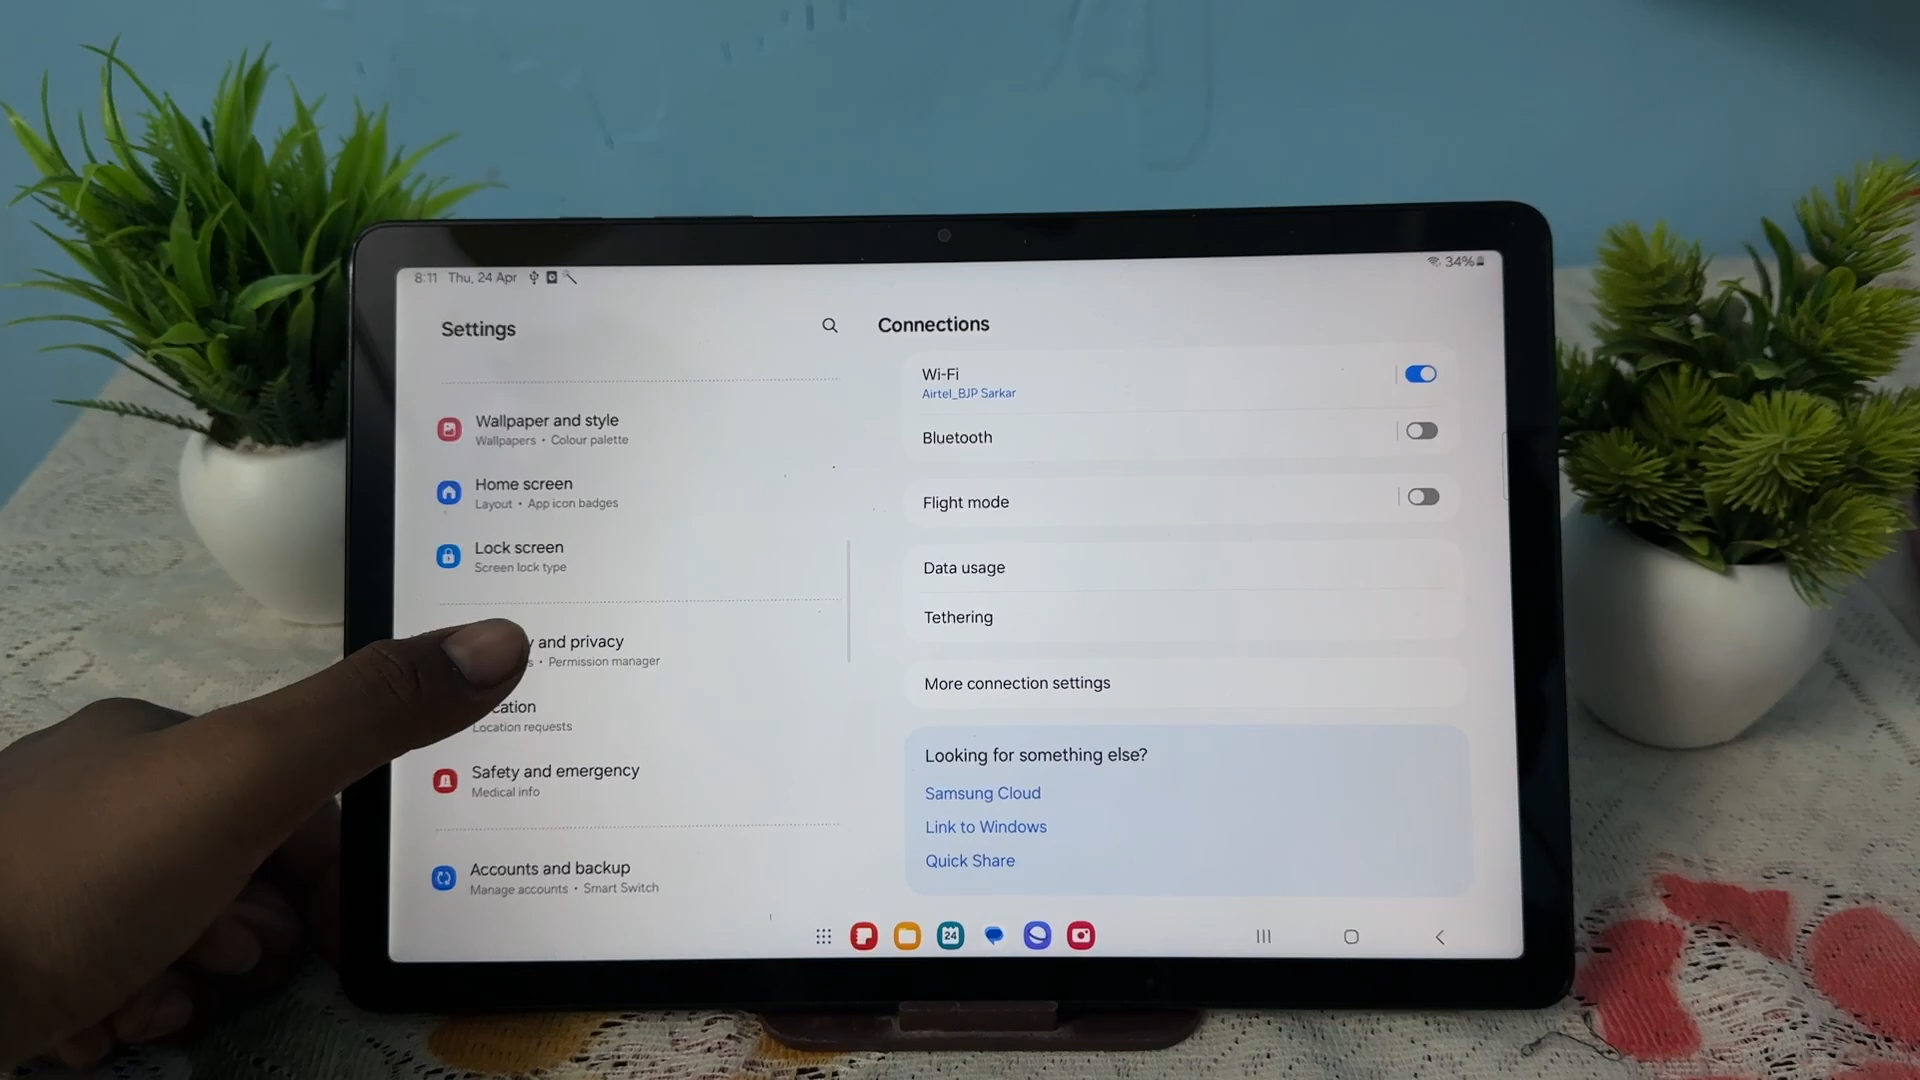 8:11 Thu, 24 Apr
34%
Settings
Wallpaper and style
Wallpapers • Colour palette
Home screen
Layout • App icon badges
Lock screen
Screen lock type
and privacy
• Permission manager
Location requests
Safety and emergency
Medical info
Accounts and backup
Manage accounts • Smart Switch
Connections
Wi-Fi
Airtel_BJP Sarkar
Bluetooth
Flight mode
Data usage
Tethering
More connection settings
Looking for something else?
Samsung Cloud
Link to Windows
Quick Share
24